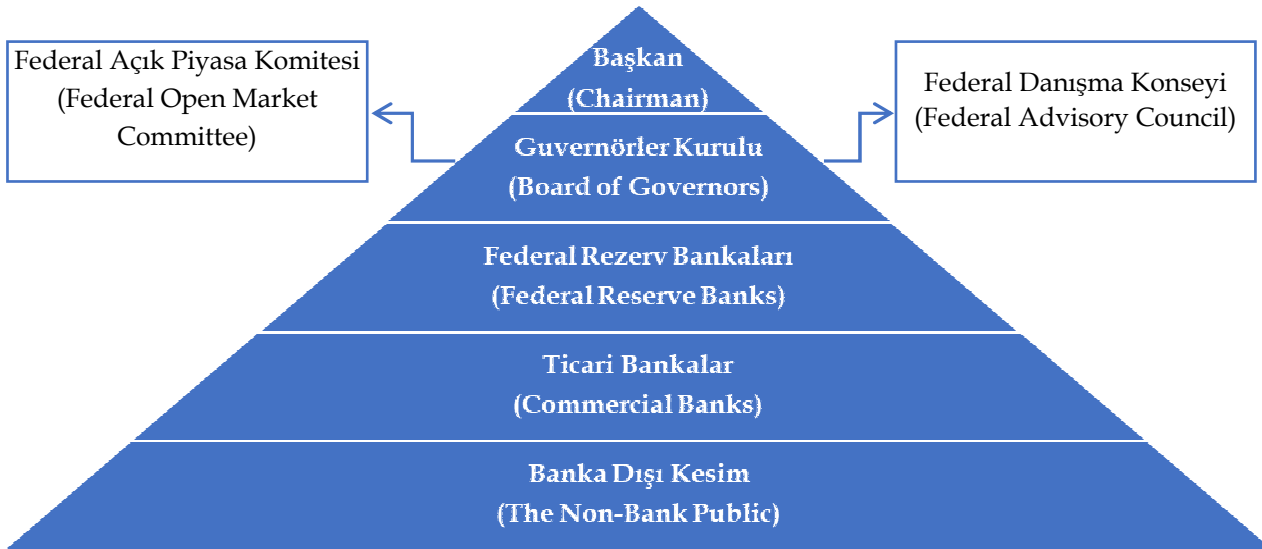 Federal Açık Piyasa Komitesi
(Federal Open Market
Committee)
Başkan
(Chairman)
Federal Danışma Konseyi
(Federal Advisory Council)
Guvernörler Kurulu
(Board of Governors)
Federal Rezerv Bankaları
(Federal Reserve Banks)
Ticari Bankalar
(Commercial Banks)
Banka Dışı Kesim
(The Non-Bank Public)